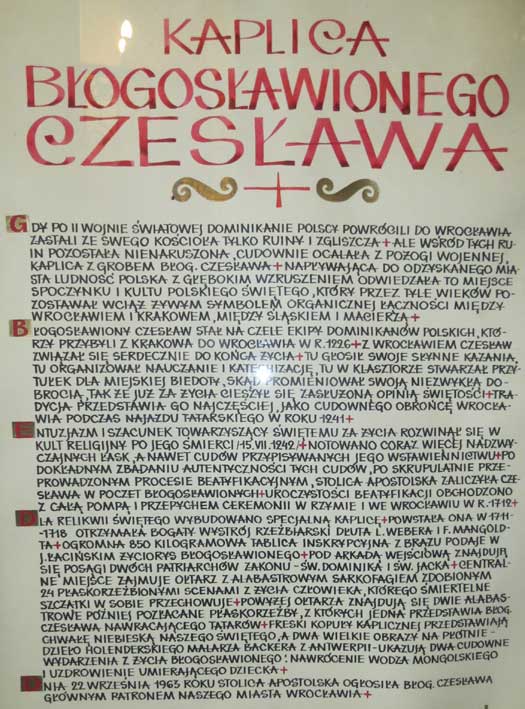 KAPLICA
BŁOGOSŁAWIONEGO
CZESŁAWA
GDY PO II WOJNIE ŚWIATOWEJ DOMINIKANIE POLSCY POWRÓCILI DO WROCŁAWIA
ZASTALI ZE SWEGO KOŚCIOŁA TYLKO RUINY I ZGLISZCZA + ALE WŚRÓD TYCH RU-
IN POZOSTAŁA NIENARUSZONA, CUDOWNIE OCALAŁA Z POŻOGI WOJENNEJ,
KAPLICA Z GROBEM BŁOG. CZESŁAWA + NAPŁYWAJĄCA DO ODZYSKANEGO MIA-
STA LUDNOŚĆ POLSKA Z GŁĘBOKIM WZRUSZENIEM ODWIEDZAŁA TO MIEJSCE
SPOCZYNKU I KULTU POLSKIEGO ŚWIĘTEGO, KTÓRY PRZEZ TYLE WIEKÓW PO-
ZOSTAWAŁ WCIĄŻ ŻYWYM SYMBOLEM ORGANICZNEJ ŁĄCZNOŚCI MIĘDZY
WROCŁAWIEM I KRAKOWEM, MIĘDZY ŚLĄSKIEM I MACIERZĄ +
BŁOGOSŁAWIONY CZESŁAW STAŁ NA CZELE EKIPY DOMINIKANÓW POLSKICH, KTÓ-
RZY PRZYBYLI Z KRAKOWA DO WROCŁAWIA W R. 1226 + Z WROCŁAWIEM CZESŁAW
ZWIĄZAŁ SIĘ SERDECZNIE DO KOŃCA ŻYCIA + TU GŁOSIŁ SWOJE SŁYNNE KAZANIA,
TU ORGANIZOWAŁ NAUCZANIE I KATECHIZACJĘ, TU W KLASZTORZE STWARZAŁ PRZY-
TUŁEK DLA MIEJSKIEJ BIEDOTY, SKĄD PROMIENIOWAŁ SWOJĄ NIEZWYKŁĄ DO-
BROCIĄ, TAK ŻE JUŻ ZA ŻYCIA CIESZYŁ SIĘ ZASŁUŻONĄ OPINIĄ ŚWIĘTOŚCI + TRA-
DYCJA PRZEDSTAWIA GO NAJCZĘŚCIEJ, JAKO CUDOWNEGO OBROŃCĘ WROCŁA-
WIA PODCZAS NAJAZDU TATARSKIEGO W ROKU 1241 +
ENTUZJAZM I SZACUNEK TOWARZYSZĄCY ŚWIĘTEMU ZA ŻYCIA ROZWINĄŁ SIĘ W
KULT RELIGIJNY PO JEGO ŚMIERCI /15.VII.1242./ + NOTOWANO CORAZ WIĘCEJ NADZWY-
CZAJNYCH ŁASK, A NAWET CUDÓW PRZYPISYWANYCH JEGO WSTAWIENNICTWU + PO
DOKŁADNYM ZBADANIU AUTENTYCZNOŚCI TYCH CUDÓW, PO SKRUPULATNIE PRZE-
PROWADZONYM PROCESIE BEATYFIKACYJNYM, STOLICA APOSTOLSKA ZALICZYŁA CZE-
SŁAWA W POCZET BŁOGOSŁAWIONYCH + UROCZYSTOŚCI BEATYFIKACJI OBCHODZONO
Z CAŁĄ POMPĄ I PRZEPYCHEM CEREMONII W RZYMIE I WE WROCŁAWIU W R. 1712 +
DLA RELIKWII ŚWIĘTEGO WYBUDOWANO SPECJALNĄ KAPLICĘ + POWSTAŁA ONA W 1711-
-1718 OTRZYMAŁA BOGATY WYSTRÓJ RZEŹBIARSKI DŁUTA L. WEBERA I F. MANGOLD-
TA + OGROMNA 850 KILOGRAMOWA TABLICA INSKRYPCYJNA Z BRĄZU PODAJE W
J. ŁACIŃSKIM ŻYCIORYS BŁOGOSŁAWIONEGO + POD ARKADĄ WEJŚCIOWĄ ZNAJDUJĄ
SIĘ POSĄGI DWÓCH PATRIARCHÓW ZAKONU - ŚW. DOMINIKA I ŚW. JACKA + CENTRAL-
NE MIEJSCE ZAJMUJE OŁTARZ Z ALABASTROWYM SARKOFAGIEM ZDOBIONYM
24 PŁASKORZEŹBIONYMI SCENAMI Z ŻYCIA CZŁOWIEKA, KTÓREGO ŚMIERTELNE
SZCZĄTKI W SOBIE PRZECHOWUJE + POWYŻEJ OŁTARZA ZNAJDUJĄ SIĘ DWIE ALABAS-
TROWE PÓŹNIEJ POZŁACANE PŁASKORZEŹBY, Z KTÓRYCH JEDNA PRZEDSTAWIA BŁOG.
CZESŁAWA NAWRACAJĄCEGO TATARÓW + FRESKI KOPUŁY KAPLICZNEJ PRZEDSTAWIAJĄ
CHWAŁĘ NIEBIESKĄ NASZEGO ŚWIĘTEGO, A DWA WIELKIE OBRAZY NA PŁÓTNIE -
DZIEŁO HOLENDERSKIEGO MALARZA BACKERA Z ANTWERPII - UKAZUJĄ DWA CUDOWNE
WYDARZENIA Z ŻYCIA BŁOGOSŁAWIONEGO: NAWRÓCENIE WODZA MONGOLSKIEGO
I UZDROWIENIE UMIERAJĄCEGO DZIECKA +
DNIA 22 WRZEŚNIA 1963 ROKU STOLICA APOSTOLSKA OGŁOSIŁA BŁOG. CZESŁAWA
GŁÓWNYM PATRONEM NASZEGO MIASTA WROCŁAWIA +